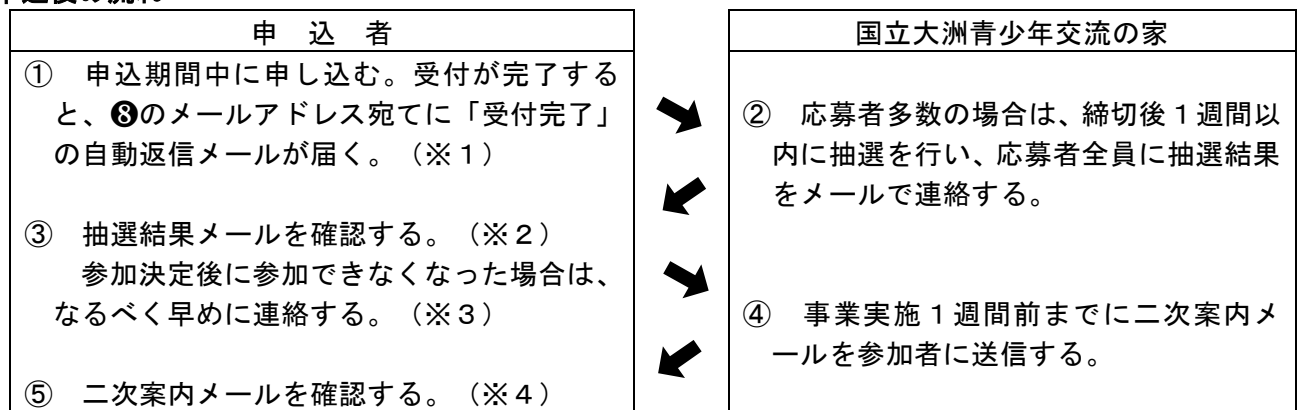 申　込　者
①　申込期間中に申し込む。受付が完了する
と、❽のメールアドレス宛てに「受付完了」
の自動返信メールが届く。（※１）
③　抽選結果メールを確認する。（※２）
参加決定後に参加できなくなった場合は、
なるべく早めに連絡する。（※３）
⑤　二次案内メールを確認する。（※４）
国立大洲青少年交流の家
②　応募者多数の場合は、締切後１週間以
内に抽選を行い、応募者全員に抽選結果
をメールで連絡する。
④　事業実施１週間前までに二次案内メ
ールを参加者に送信する。